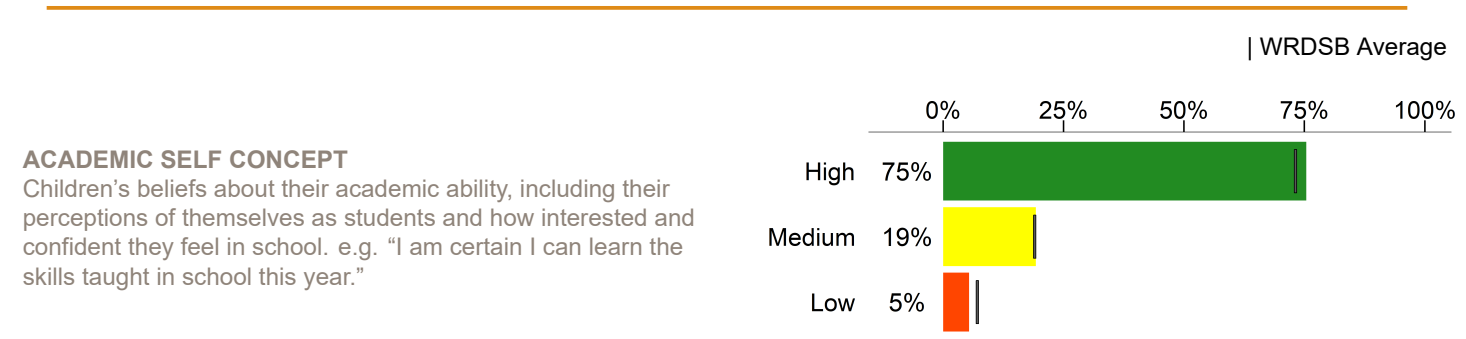 | WRDSB Average
0% 25% 50% 75% 100%
ACADEMIC SELF CONCEPT
Children’s beliefs about their academic ability, including their
perceptions of themselves as students and how interested and
confident they feel in school. e.g. “I am certain I can learn the
skills taught in school this year.”
High 75%
Medium 19%
Low 5%